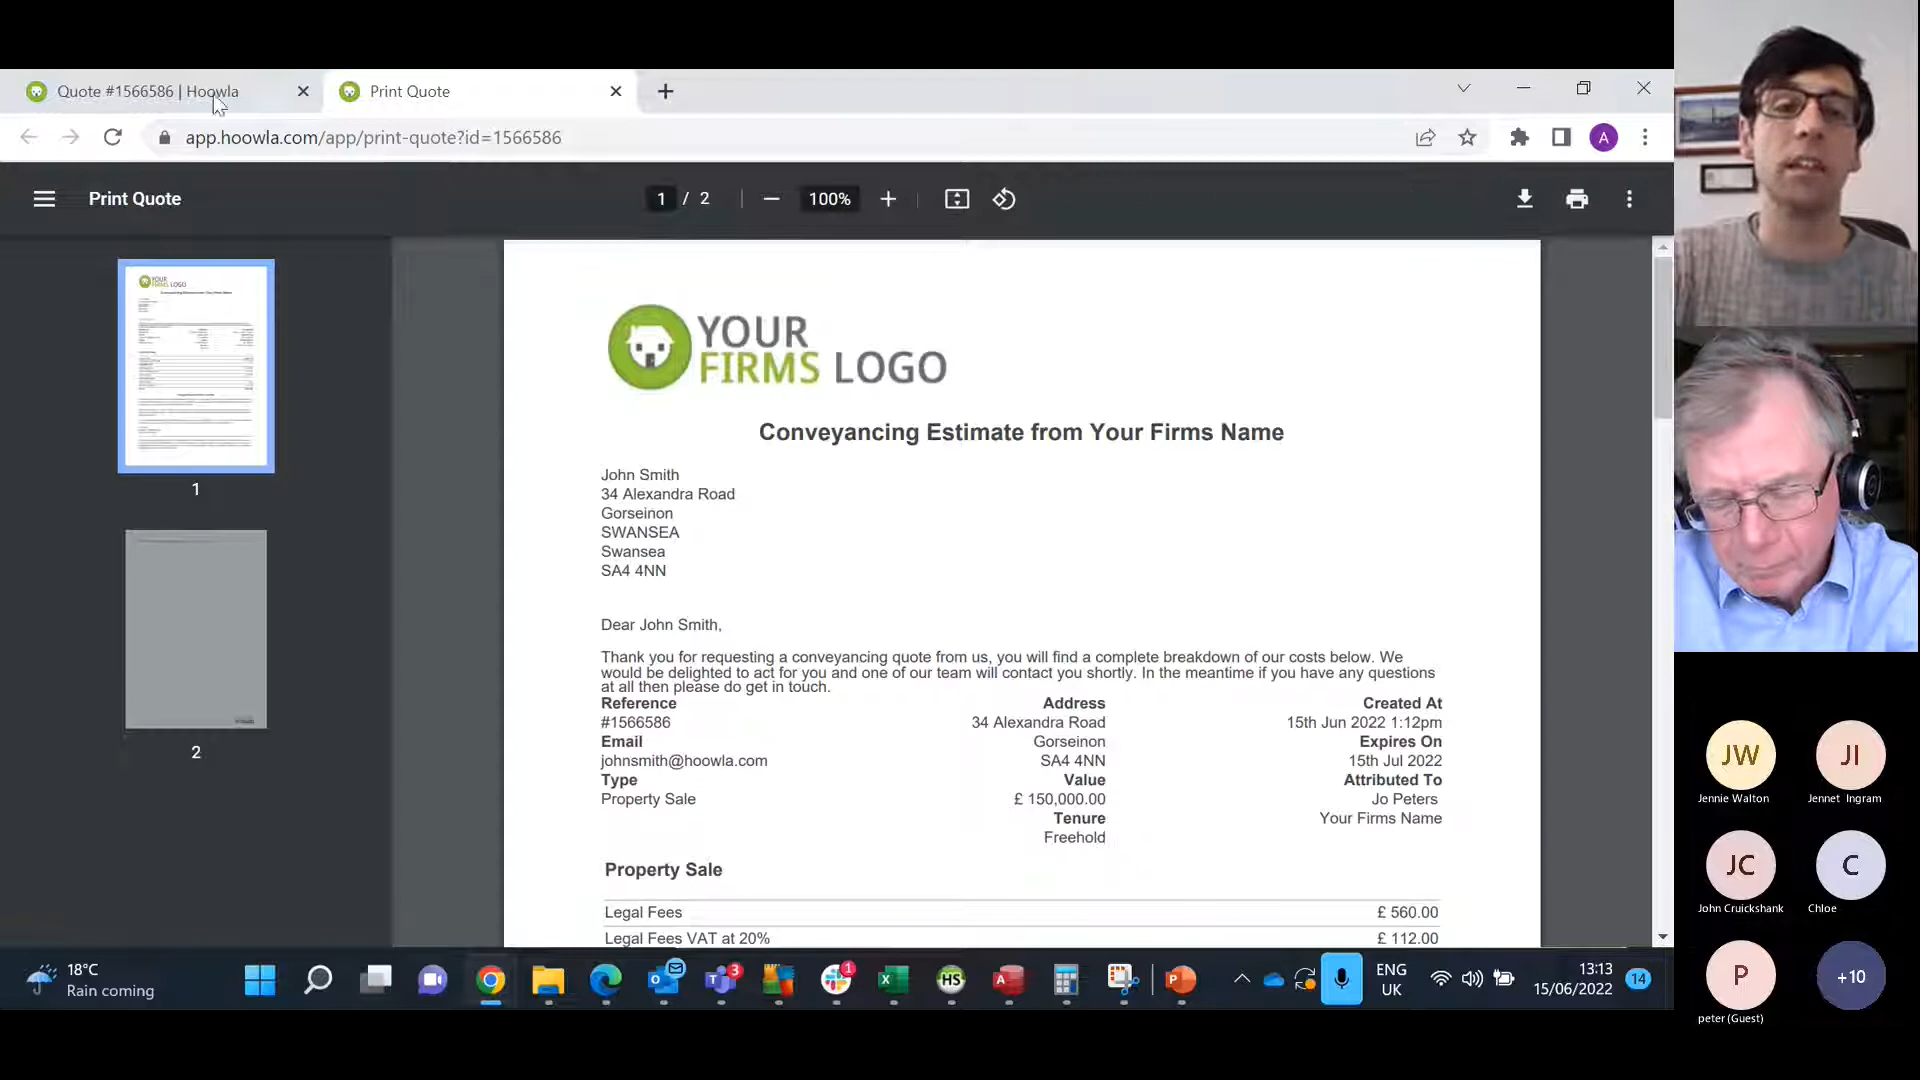 Quote #1566586 | Hoowla
Print Quote
app.hoowla.com/app/print-quote?id=1566586
A
Print Quote
1 / 2
100%
YOUR
FIRMS LOGO
1
2
YOUR
FIRMS LOGO
Conveyancing Estimate from Your Firms Name
John Smith
34 Alexandra Road
Gorseinon
SWANSEA
Swansea
SA4 4NN
Dear John Smith,
Thank you for requesting a conveyancing quote from us, you will find a complete breakdown of our costs below. We
would be delighted to act for you and one of our team will contact you shortly. In the meantime if you have any questions
at all then please do get in touch.
Reference Address Created At
#1566586 34 Alexandra Road 15th Jun 2022 1:12pm
Email Gorseinon Expires On
johnsmith@hoowla.com SA4 4NN 15th Jul 2022
Type Value Attributed To
Property Sale £ 150,000.00 Jo Peters
Tenure Your Firms Name
Freehold
Property Sale
Legal Fees £ 560.00
Legal Fees VAT at 20% £ 112.00
18°C
Rain coming
3
1
HS
ENG
UK
13:13
15/06/2022
14
JW
Jennie Walton
JI
Jennet Ingram
JC
John Cruickshank
C
Chloe
P
peter (Guest)
+10